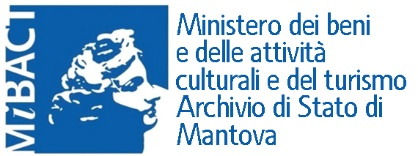 MiBACT
Ministero dei beni
e delle attività
culturali e del turismo
Archivio di Stato di
Mantova